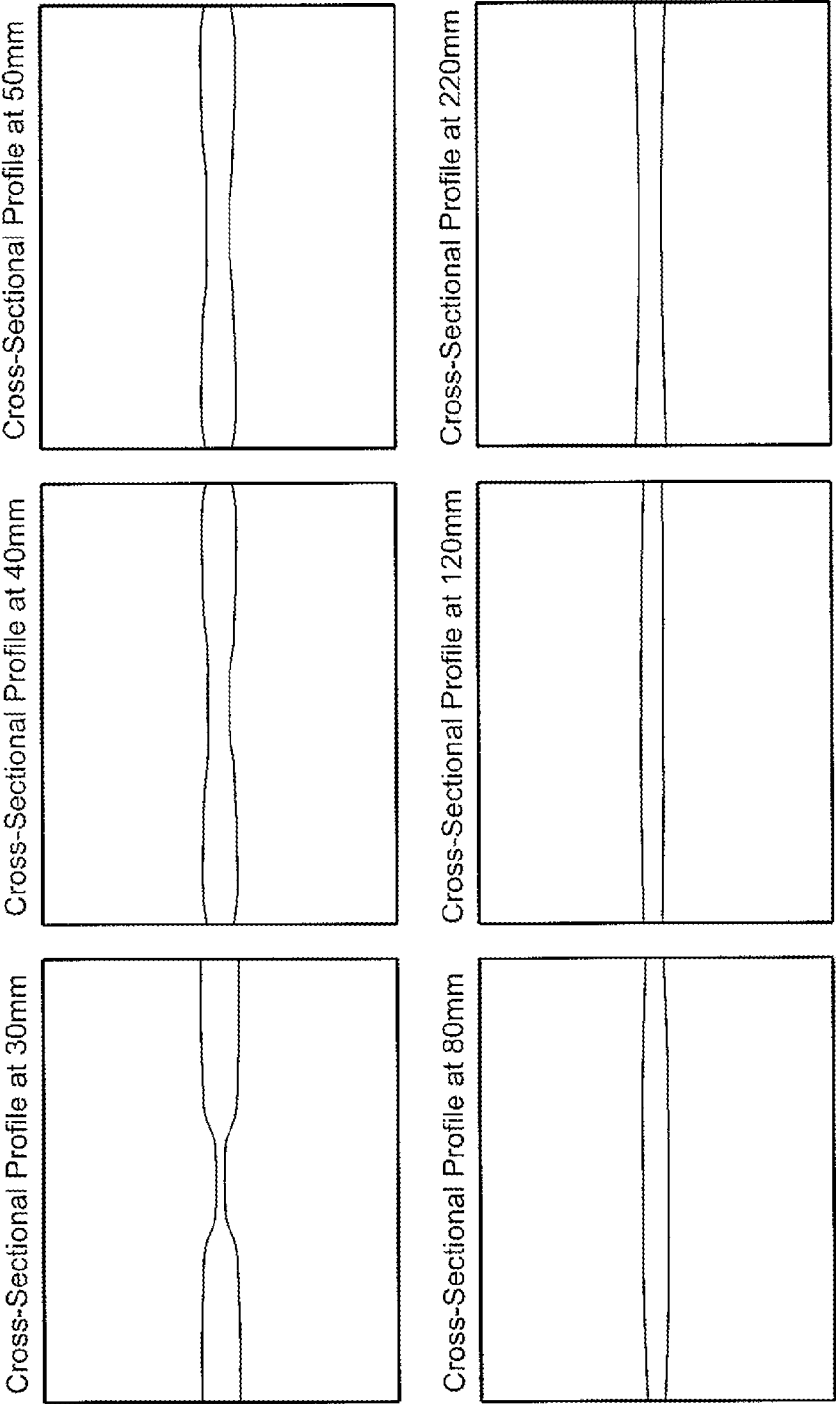 Cross-Sectional Profile at 30mm
Cross-Sectional Profile at 40mm
Cross-Sectional Profile at 50mm
Cross-Sectional Profile at 80mm
Cross-Sectional Profile at 120mm
Cross-Sectional Profile at 220mm